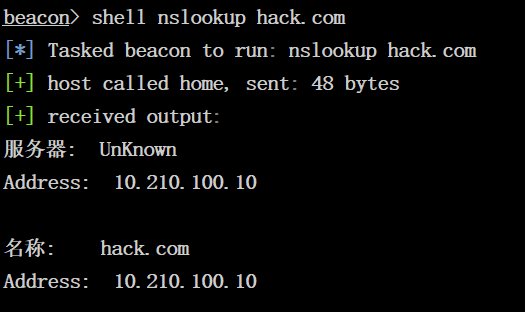 beacon> shell nslookup hack.com
[*] Tasked beacon to run: nslookup hack.com
[+] host called home, sent: 48 bytes
[+] received output:
服务器:  UnKnown
Address:  10.210.100.10
名称:    hack.com
Address:  10.210.100.10